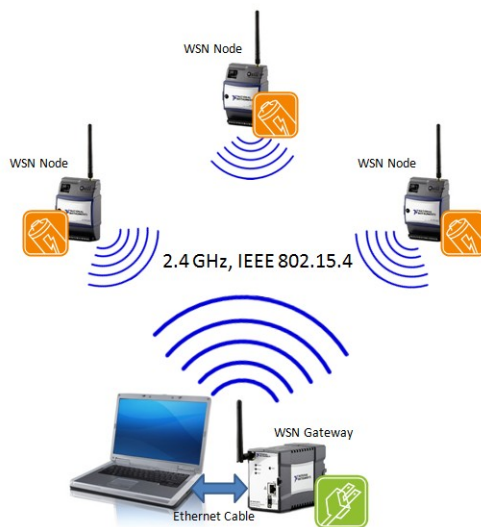 WSN Node
WSN Node
WSN Node
2.4 GHz, IEEE 802.15.4
WSN Gateway
Ethernet Cable